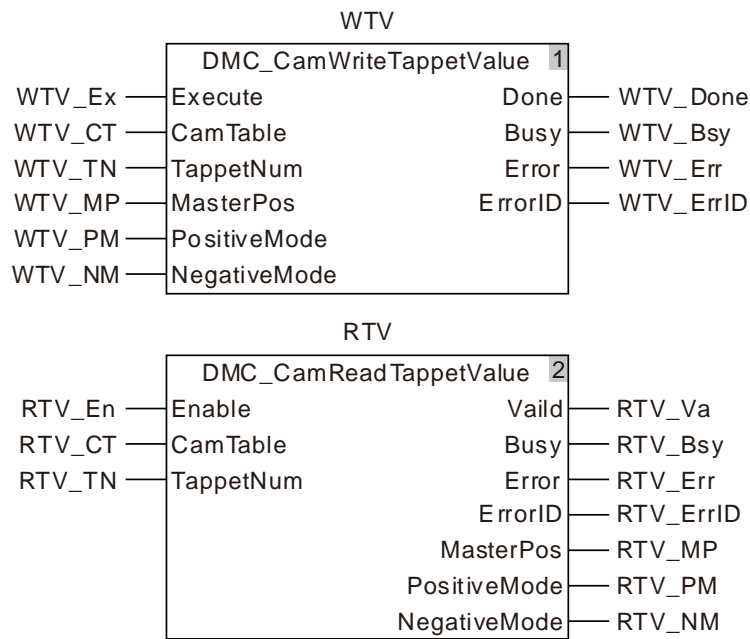 WTV
DMC_CamWriteTappetValue 1
WTV_Ex Execute Done WTV_Done
WTV_CT CamTable Busy WTV_Bsy
WTV_TN TappetNum Error WTV_Err
WTV_MP MasterPos ErrorID WTV_ErrID
WTV_PM PositiveMode
WTV_NM NegativeMode
RTV
DMC_CamReadTappetValue 2
RTV_En Enable Vaild RTV_Va
RTV_CT CamTable Busy RTV_Bsy
RTV_TN TappetNum Error RTV_Err
ErrorID RTV_ErrID
MasterPos RTV_MP
PositiveMode RTV_PM
NegativeMode RTV_NM